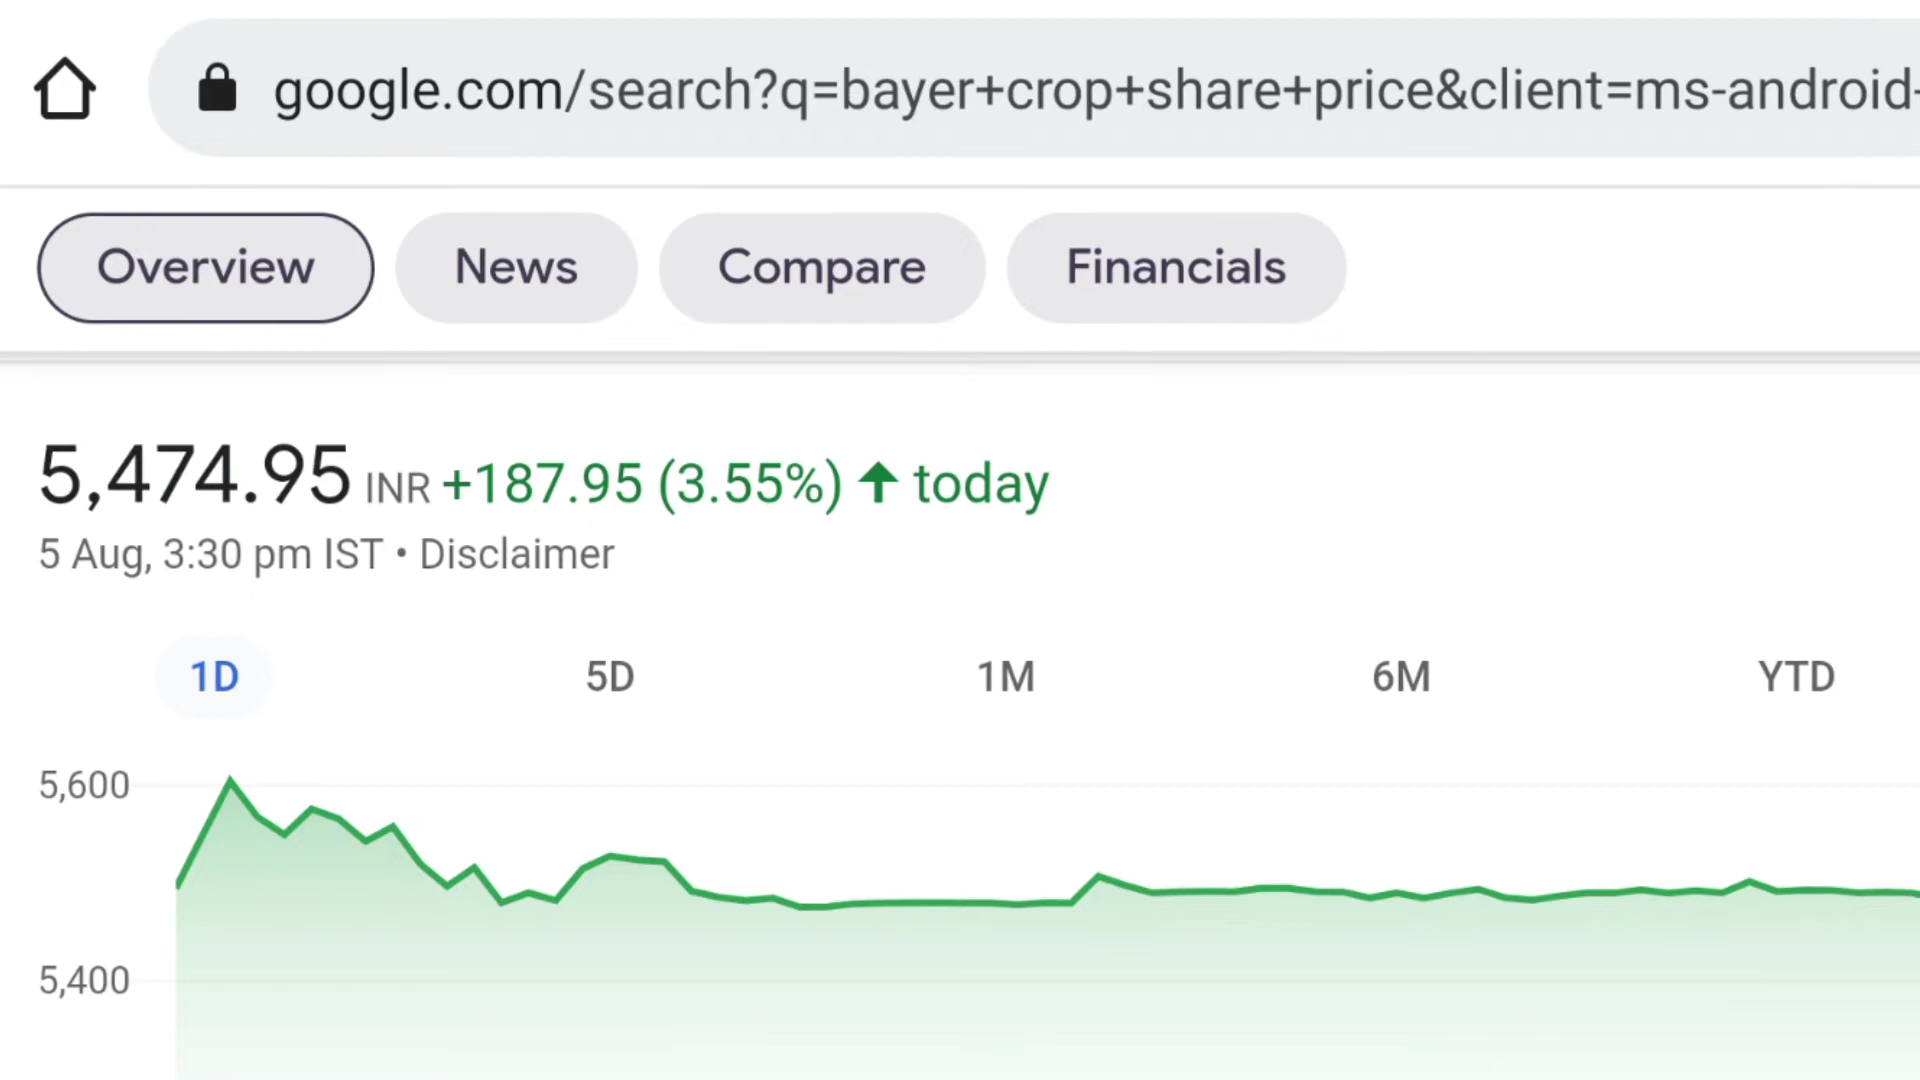 google.com/search?q=bayer+crop+share+price&client=ms-android-
Overview News Compare Financials
5,474.95 INR +187.95 (3.55%) ↑ today
5 Aug, 3:30 pm IST • Disclaimer
1D 5D 1M 6M YTD
5,600
5,400